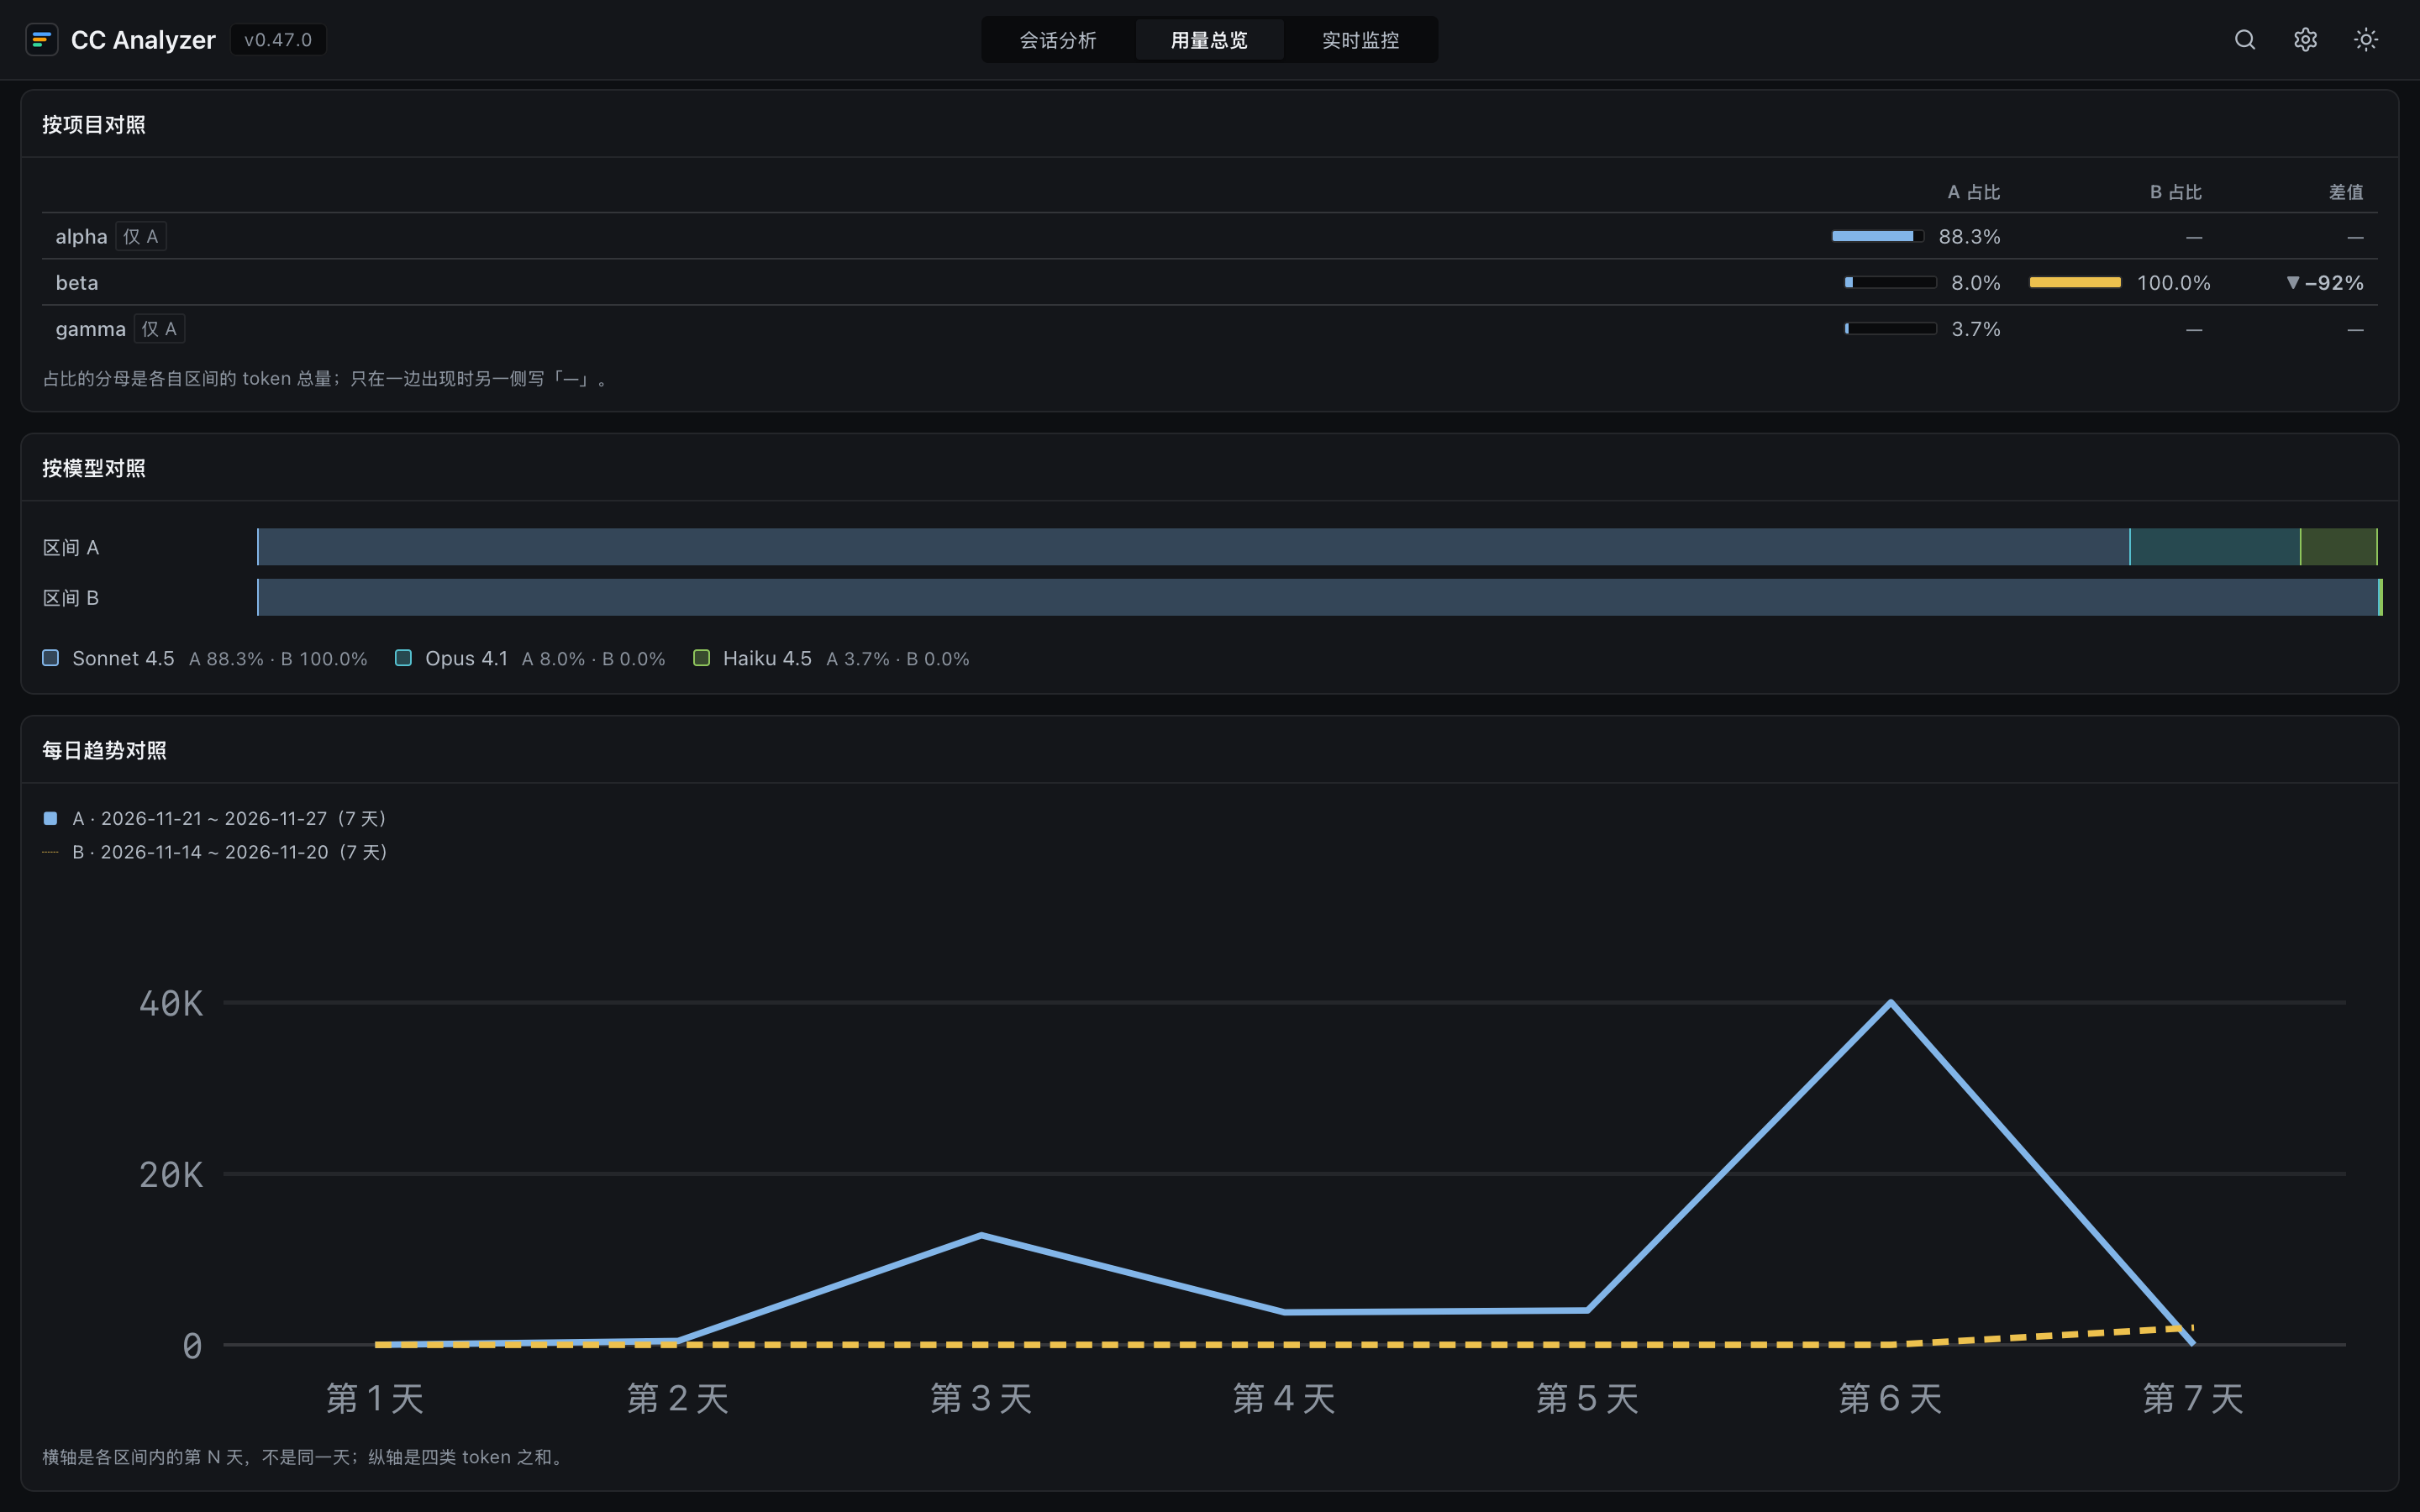 CC Analyzer v0.47.0 会话分析 用量总览 实时监控
按项目对照
A 占比 B 占比 差值
alpha 仅 A 88.3% — —
beta 8.0% 100.0% ▼−92%
gamma 仅 A 3.7% — —
占比的分母是各自区间的 token 总量；只在一边出现时另一侧写「—」。
按模型对照
区间 A
区间 B
Sonnet 4.5 A 88.3% · B 100.0% Opus 4.1 A 8.0% · B 0.0% Haiku 4.5 A 3.7% · B 0.0%
每日趋势对照
A · 2026-11-21 ~ 2026-11-27（7 天）
B · 2026-11-14 ~ 2026-11-20（7 天）
40K
20K
0
第 1 天 第 2 天 第 3 天 第 4 天 第 5 天 第 6 天 第 7 天
横轴是各区间内的第 N 天，不是同一天；纵轴是四类 token 之和。